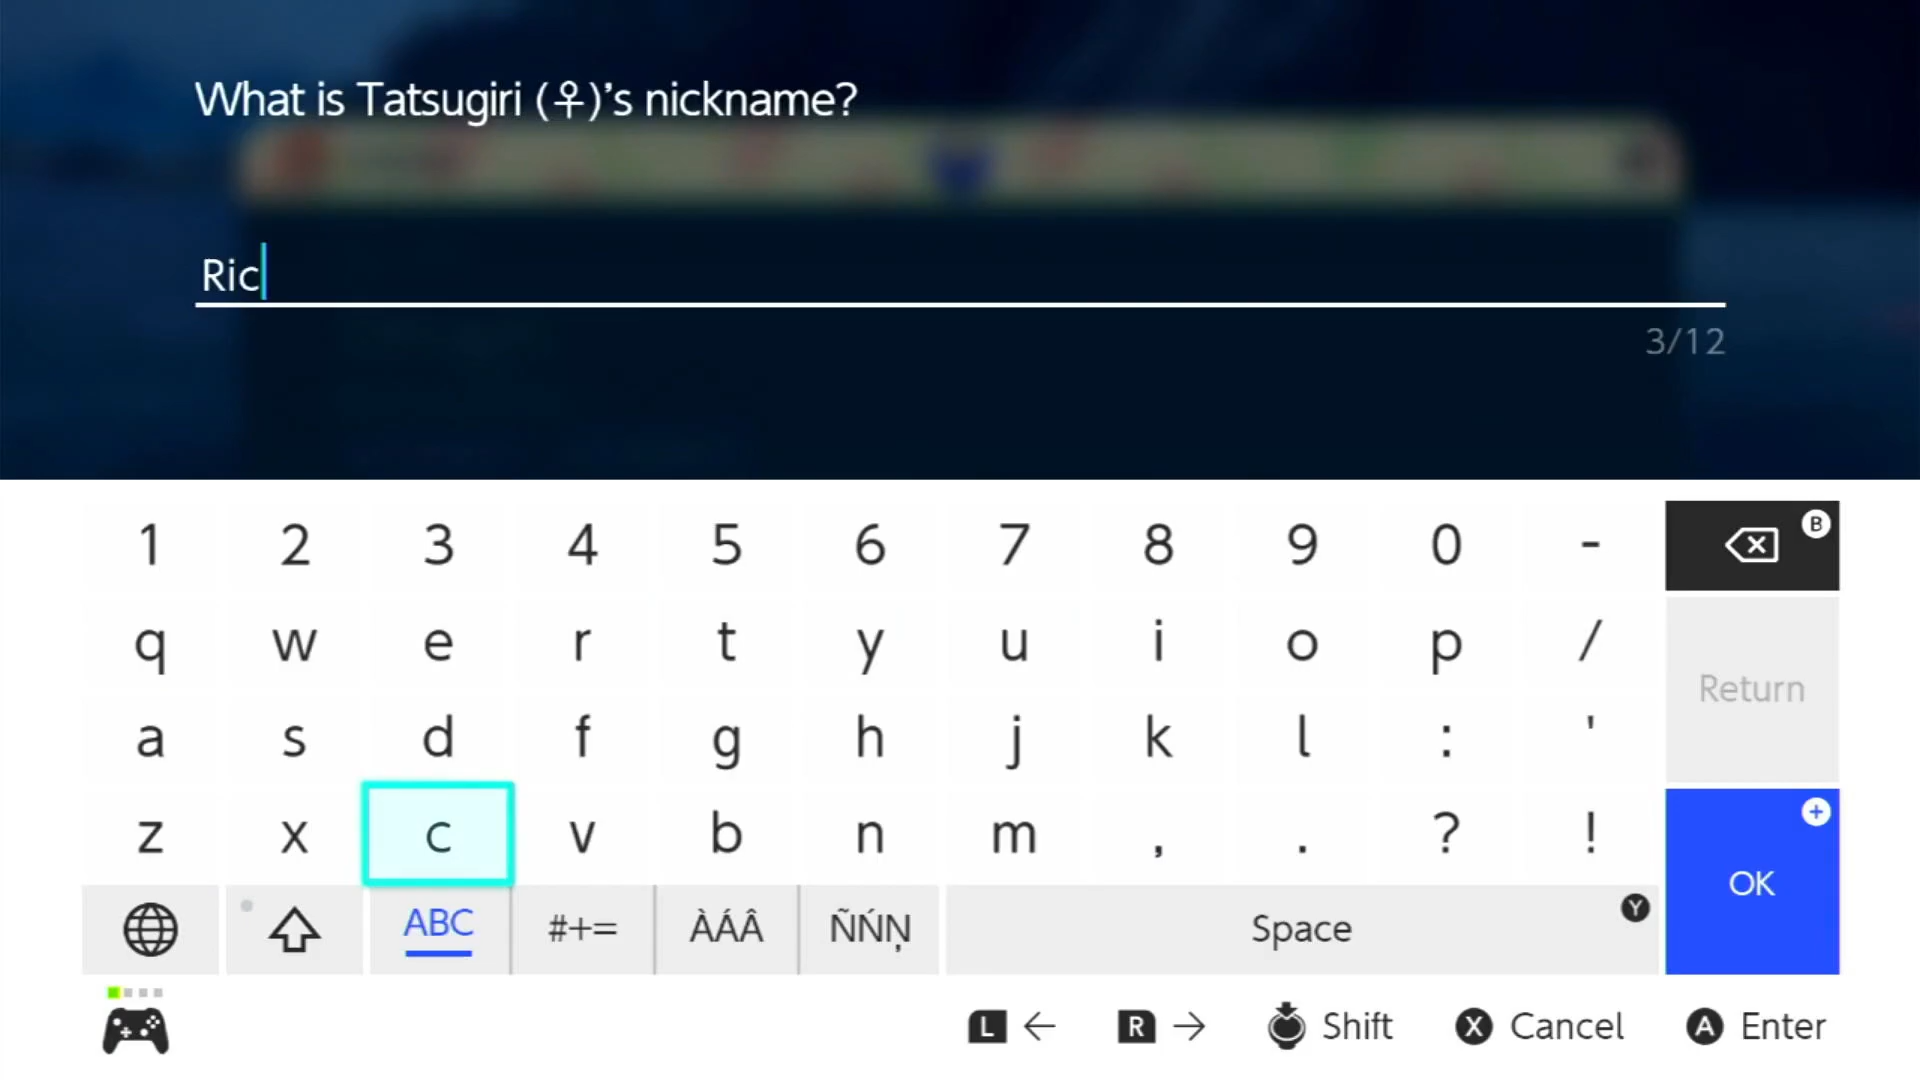 What is Tatsugiri (♀)'s nickname?
Ric
3/12
1 2 3 4 5 6 7 8 9 0 - B
q w e r t y u i o p /
Return
a s d f g h j k l : '
z x c v b n m , . ? ! +
OK
ABC #+= ÀÁÂ ÑŃŅ Space Y
L ← R → Shift X Cancel A Enter